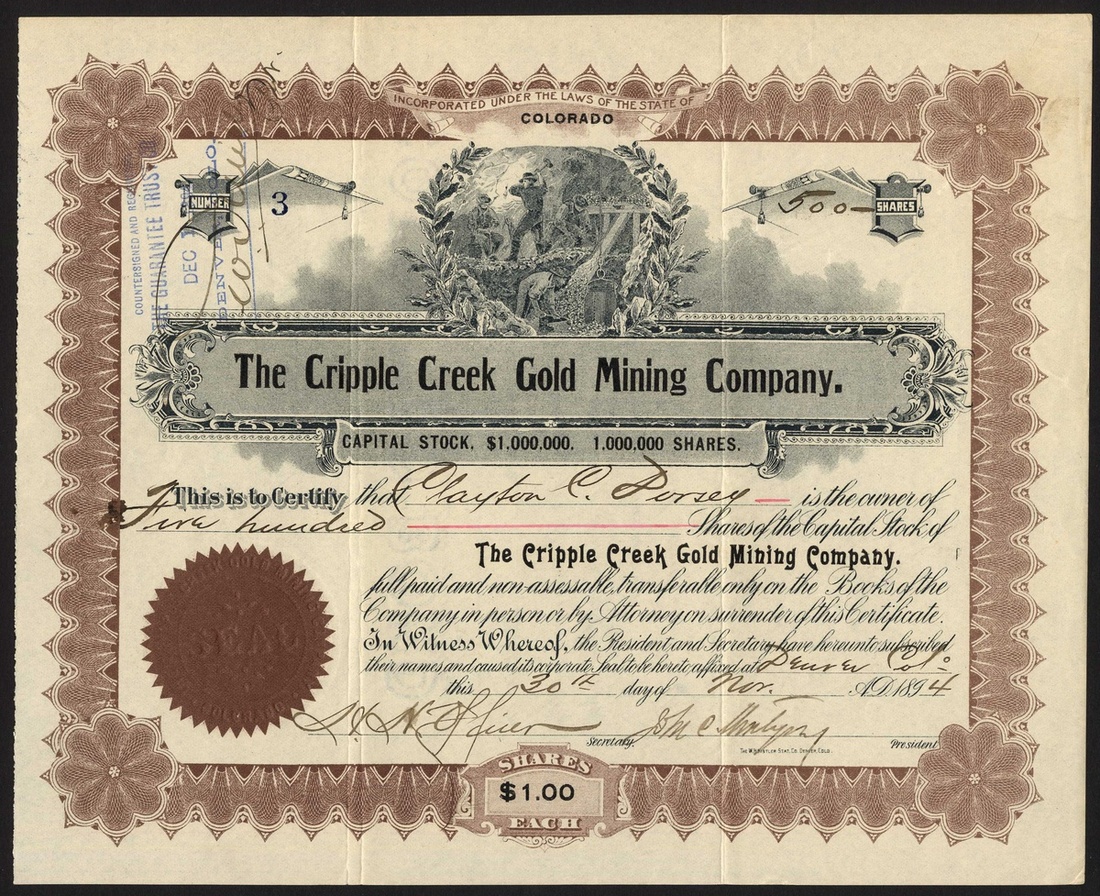 INCORPORATED UNDER THE LAWS OF THE STATE OF
COLORADO
NUMBER 3
500 SHARES
COUNTERSIGNED AND
THE GUARANTEE TRUST
DEC
DENVER COLO.
The Cripple Creek Gold Mining Company.
CAPITAL STOCK, $1,000,000. 1,000,000 SHARES.
This is to Certify that Clayton C. Dorsey is the owner of
Five hundred Shares of the Capital Stock of
The Cripple Creek Gold Mining Company.
full paid and non-assessable, transferable only on the Books of the
Company in person or by Attorney on surrender of this Certificate.
In Witness Whereof, the President and Secretary have hereunto subscribed
their names and caused its corporate Seal to be hereto affixed at Denver Colo
this 30th day of Nov. A.D. 1894
Secretary.
President
SEAL
SHARES
$1.00
EACH